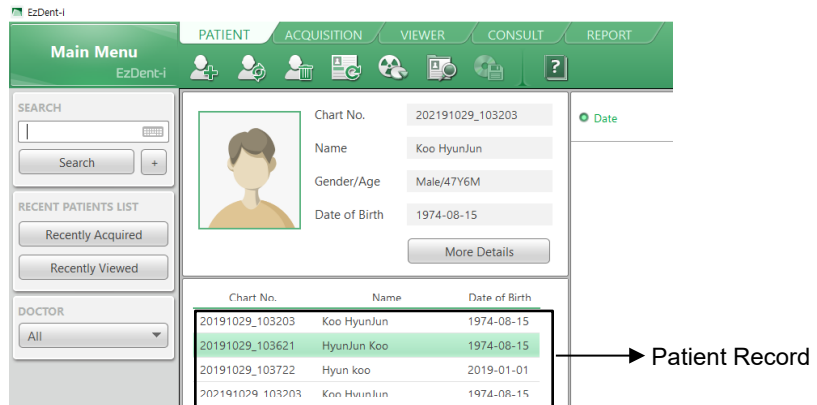 EzDent-i
Main Menu
EzDent-i
PATIENT ACQUISITION VIEWER CONSULT REPORT
?
SEARCH
Search +
RECENT PATIENTS LIST
Recently Acquired
Recently Viewed
DOCTOR
All
Chart No. 202191029_103203
Name Koo HyunJun
Gender/Age Male/47Y6M
Date of Birth 1974-08-15
More Details
Date
Chart No. Name Date of Birth
20191029_103203 Koo HyunJun 1974-08-15
20191029_103621 HyunJun Koo 1974-08-15
20191029_103722 Hyun koo 2019-01-01
202191029_103203 Koo HyunJun 1974-08-15
Patient Record